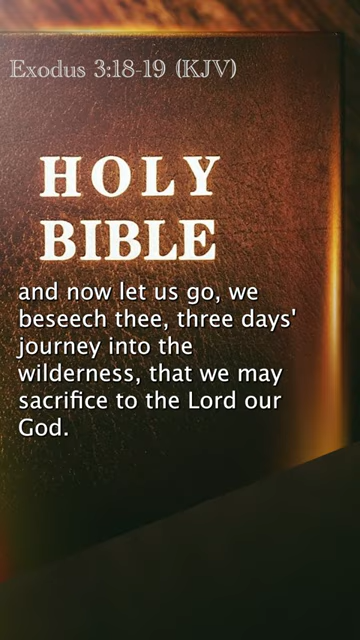 Exodus 3:18-19 (KJV)
HOLY
BIBLE
and now let us go, we
beseech thee, three days'
journey into the
wilderness, that we may
sacrifice to the Lord our
God.